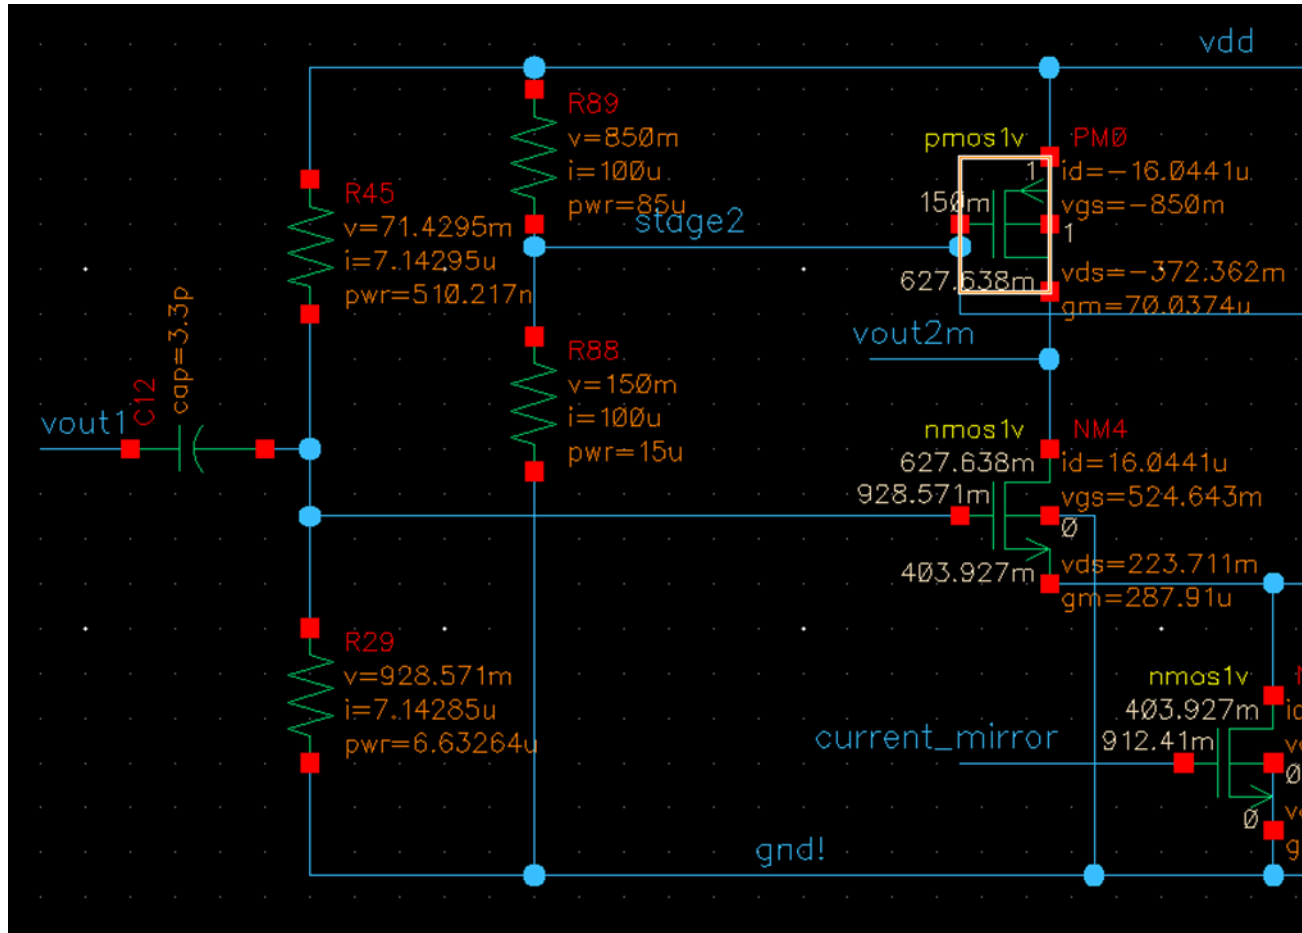 vdd
R89
v=850m
i=100u
pwr=85u
pmos1v
PM0
1
id=-16.0441u
150m
vgs=-850m
1
stage2
627.638m
vds=-372.362m
gm=70.0374u
R45
v=71.4295m
i=7.14295u
pwr=510.217n
vout2m
R88
v=150m
i=100u
pwr=15u
vout1
C12
cap=3.3p
nmos1v
NM4
627.638m
id=16.0441u
928.571m
vgs=524.643m
0
403.927m
vds=223.711m
gm=287.91u
R29
v=928.571m
i=7.14285u
pwr=6.63264u
nmos1v
403.927m
912.41m
0
0
current_mirror
gnd!